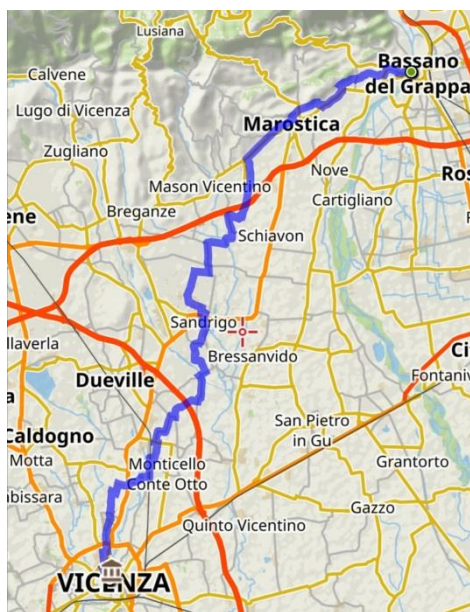 Lusiana
Bassano
del Grappa
Calvene
Lugo di Vicenza
Marostica
Zugliano
Nove
Ros
Mason Vicentino
Cartigliano
ene
Breganze
Schiavon
Sandrigo
Bressanvido
Ci
llaverla
Dueville
Fontaniv
a
San Pietro
in Gu
Caldogno
Motta
Monticello
Conte Otto
Grantorto
bissara
Gazzo
Quinto Vicentino
VICENZA